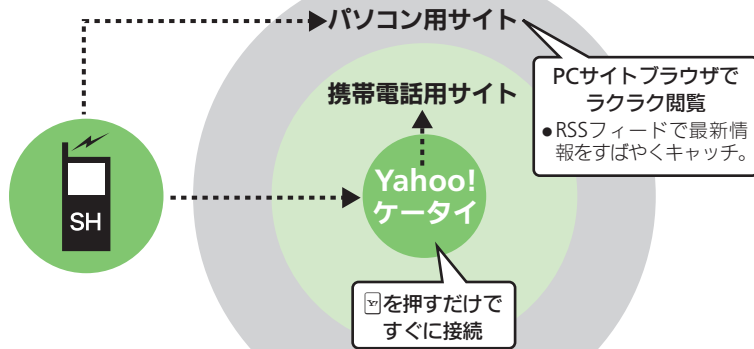 パソコン用サイト
PCサイトブラウザで
ラクラク閲覧
●RSSフィードで最新情
報をすばやくキャッチ。
携帯電話用サイト
Yahoo!
ケータイ
SH
Y!を押すだけで
すぐに接続